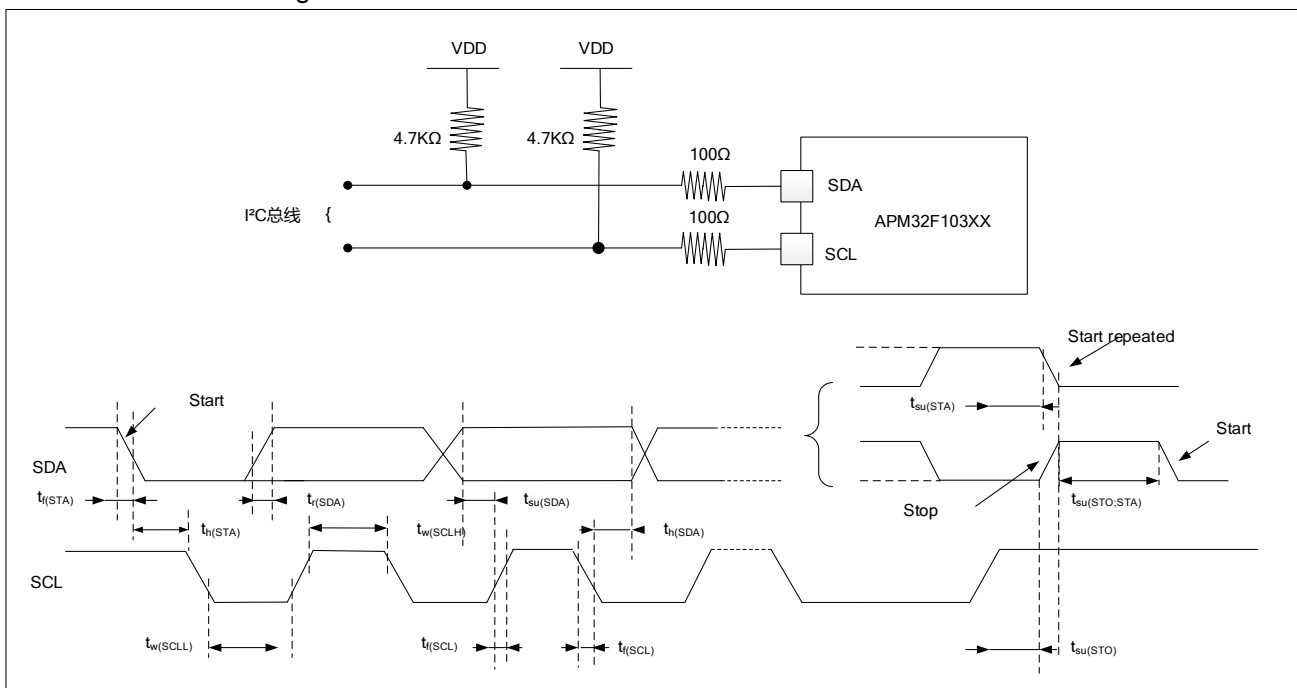 VDD VDD
4.7KΩ 4.7KΩ
100Ω
SDA
I²C总线 {
100Ω
APM32F103XX
SCL
Start repeated
tsu(STA)
Start
Start
SDA
tf(STA)
tr(SDA)
tsu(SDA)
Stop
tsu(STO;STA)
th(STA)
tw(SCLH)
th(SDA)
SCL
tw(SCLL)
tf(SCL)
tf(SCL)
tsu(STO)